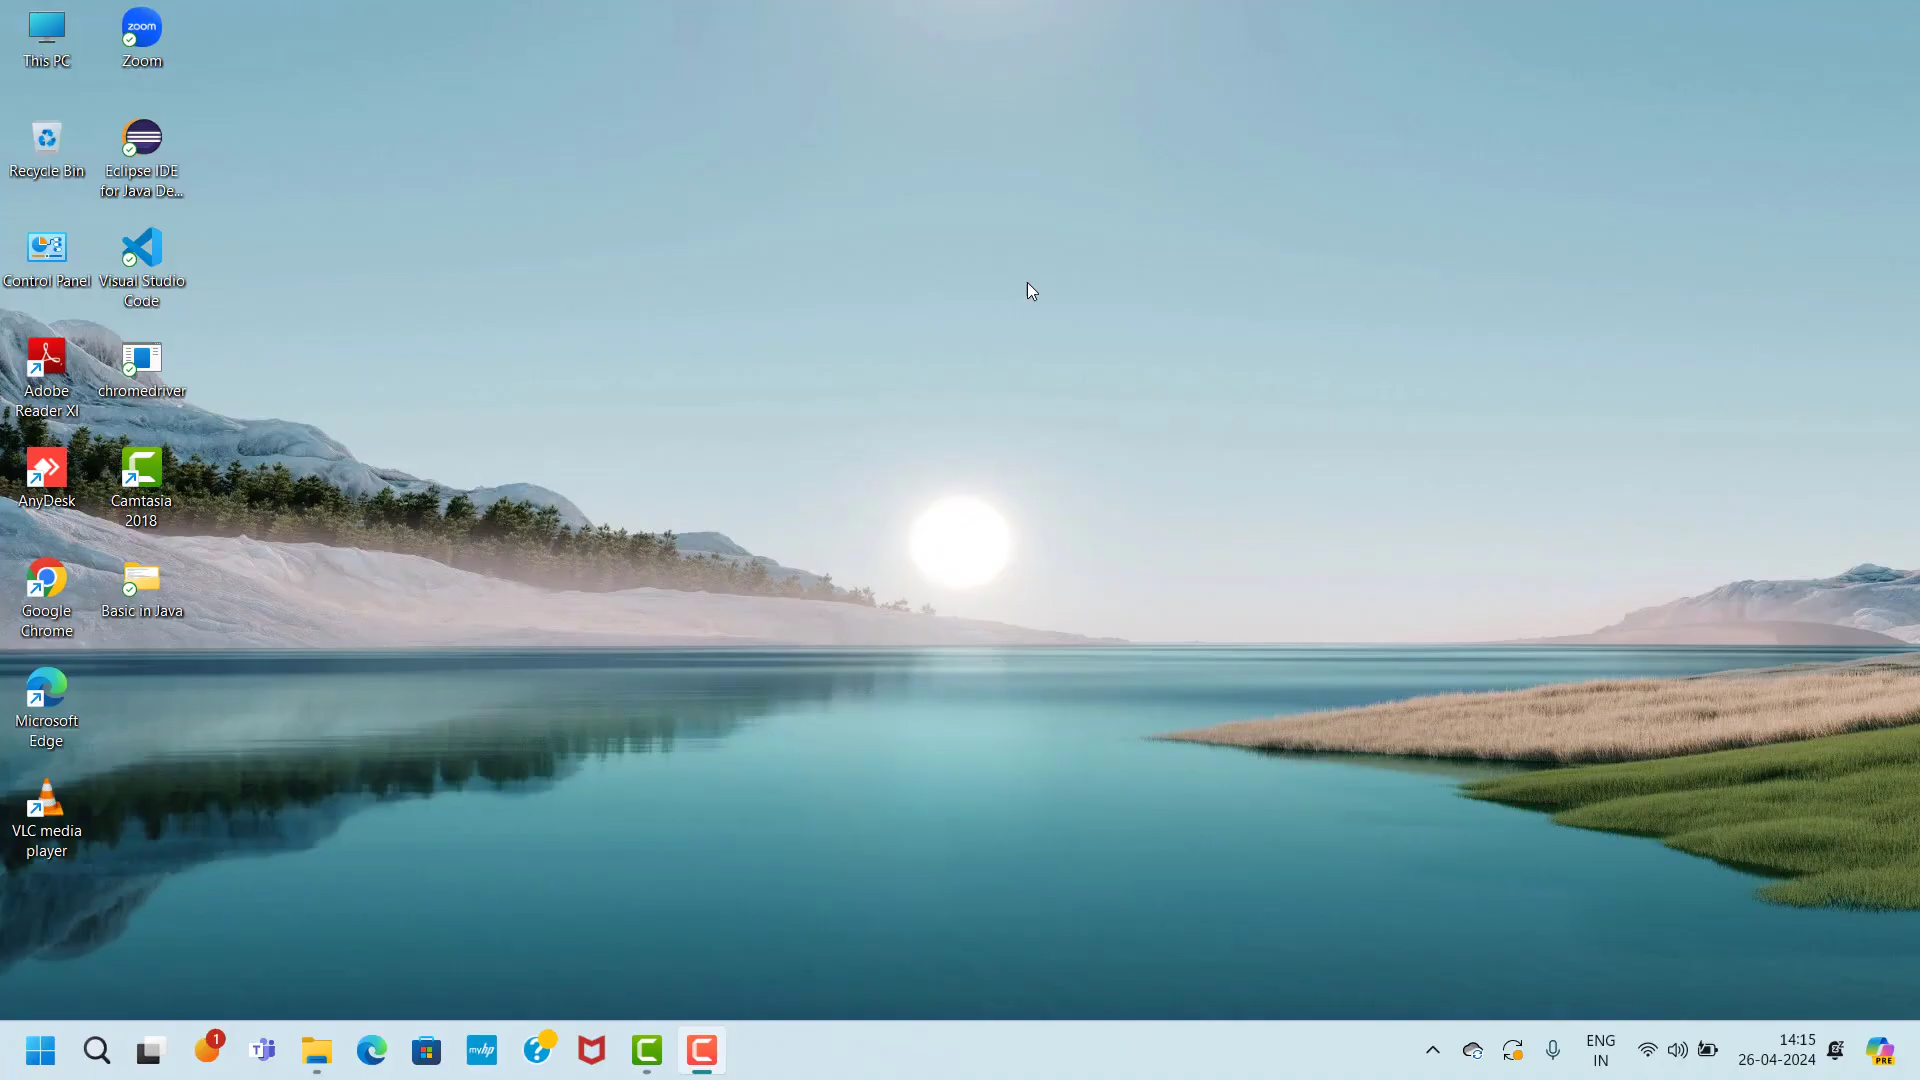 This PC
zoom
Zoom
Recycle Bin
Eclipse IDE
for Java De...
Control Panel
Visual Studio
Code
Adobe
Reader XI
chromedriver
AnyDesk
Camtasia
2018
Google
Chrome
Basic in Java
Microsoft
Edge
VLC media
player
1
T
myhp
?
ENG
IN
14:15
26-04-2024
PRE